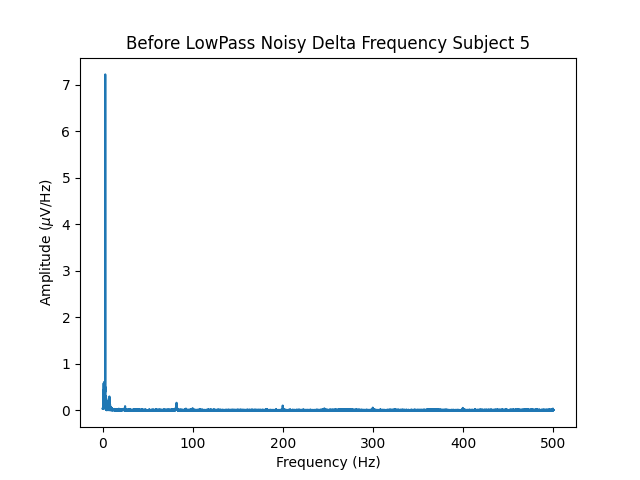 Before LowPass Noisy Delta Frequency Subject 5
Amplitude (μV/Hz)
7
6
5
4
3
2
1
0
0 100 200 300 400 500
Frequency (Hz)